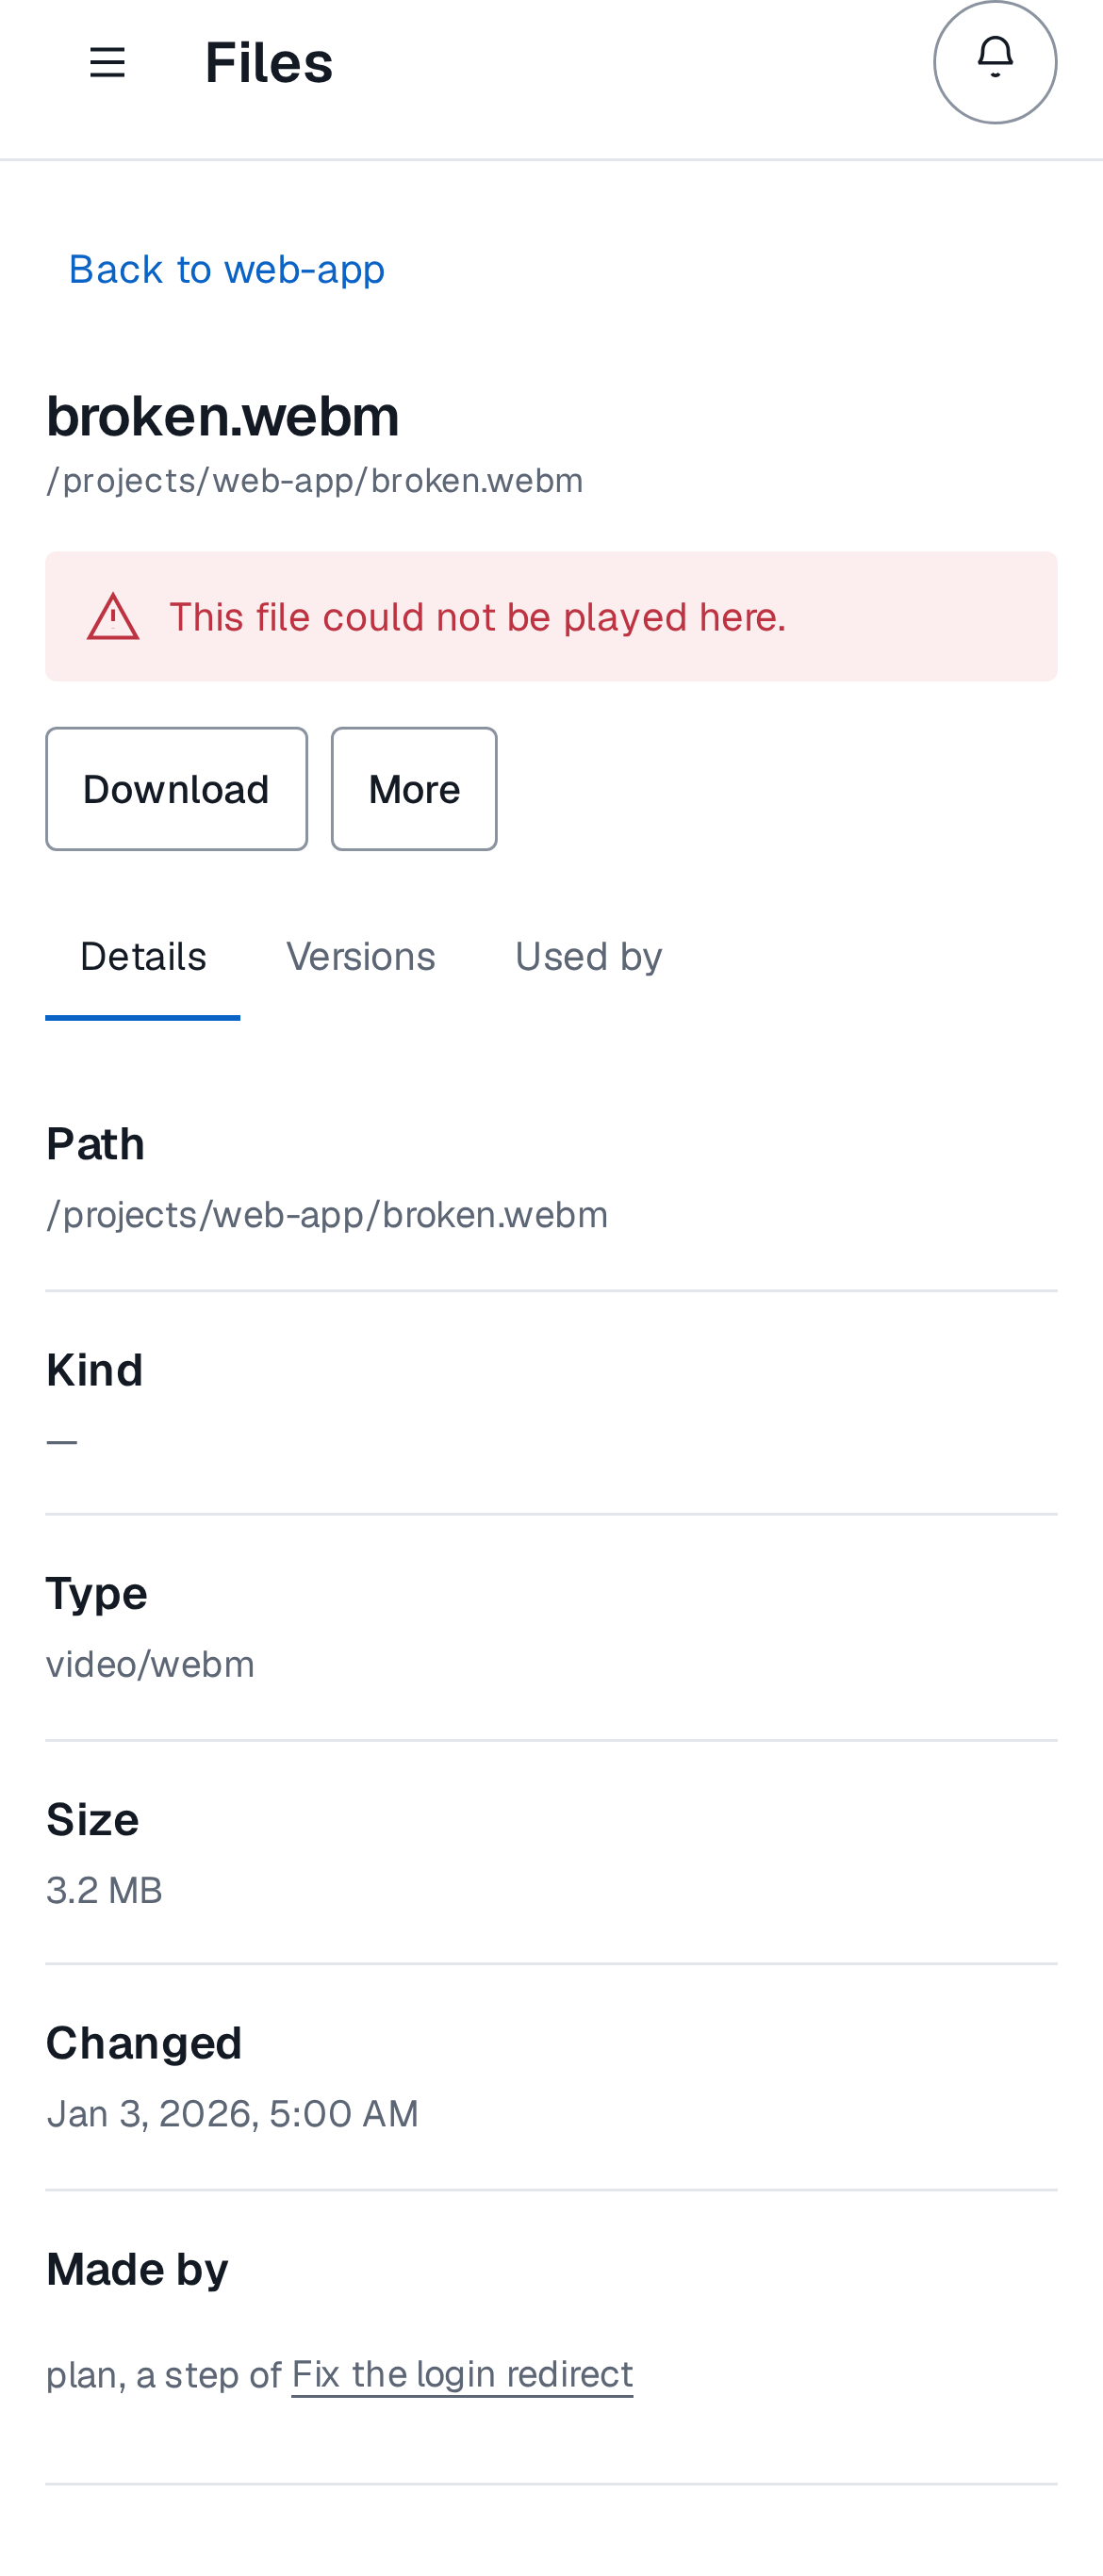 Files
Back to web-app
broken.webm
/projects/web-app/broken.webm
This file could not be played here.
Download More
Details Versions Used by
Path
/projects/web-app/broken.webm
Kind
—
Type
video/webm
Size
3.2 MB
Changed
Jan 3, 2026, 5:00 AM
Made by
plan, a step of Fix the login redirect